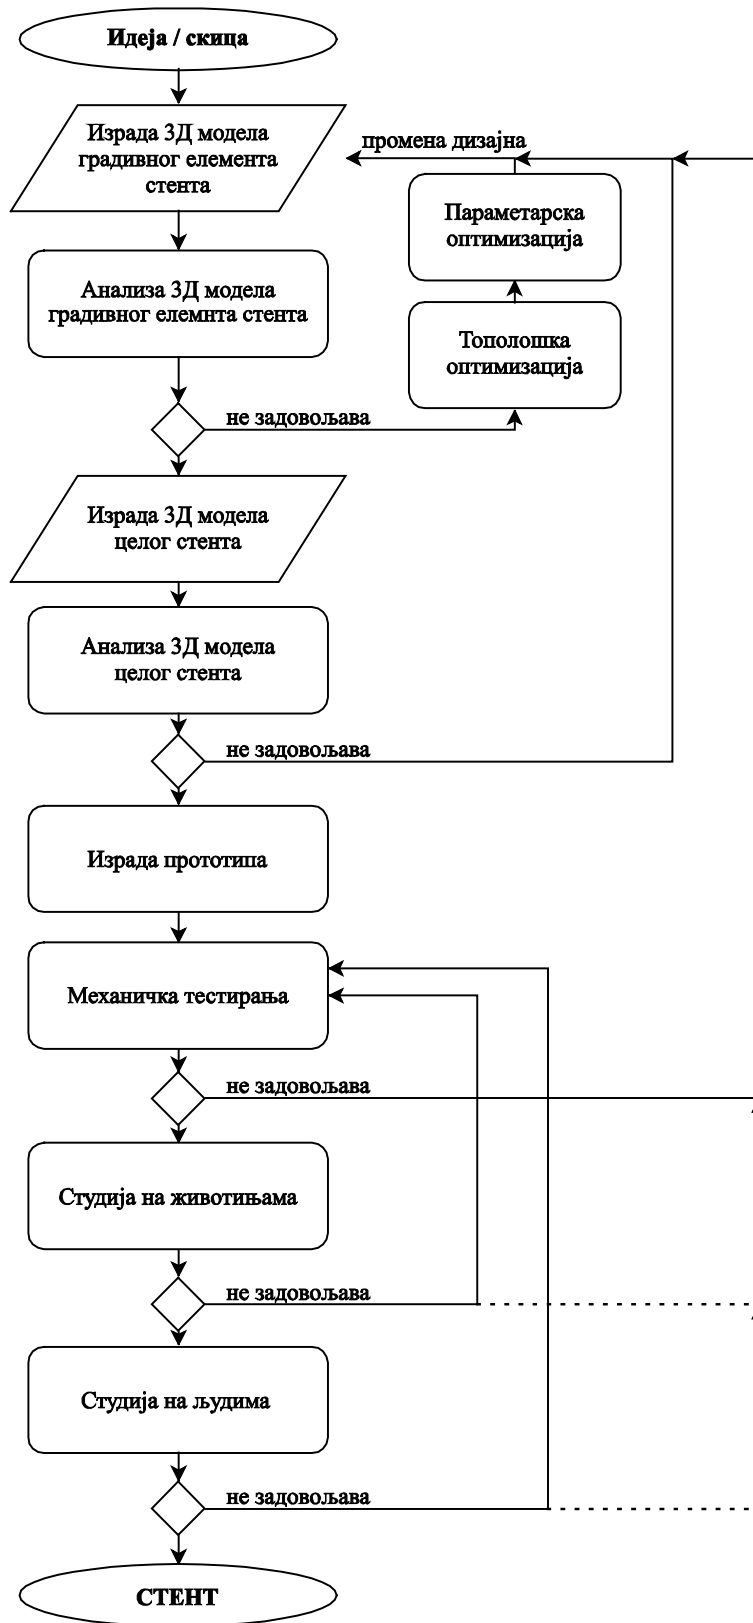 Идеја / скица
Израда 3Д модела
градивног елемента
стента
промена дизајна
Параметарска
оптимизација
Анализа 3Д модела
градивног елемнта стента
Тополошка
оптимизација
не задовољава
Израда 3Д модела
целог стента
Анализа 3Д модела
целог стента
не задовољава
Израда прототипа
Механичка тестирања
не задовољава
Студија на животињама
не задовољава
Студија на људима
не задовољава
СТЕНТ